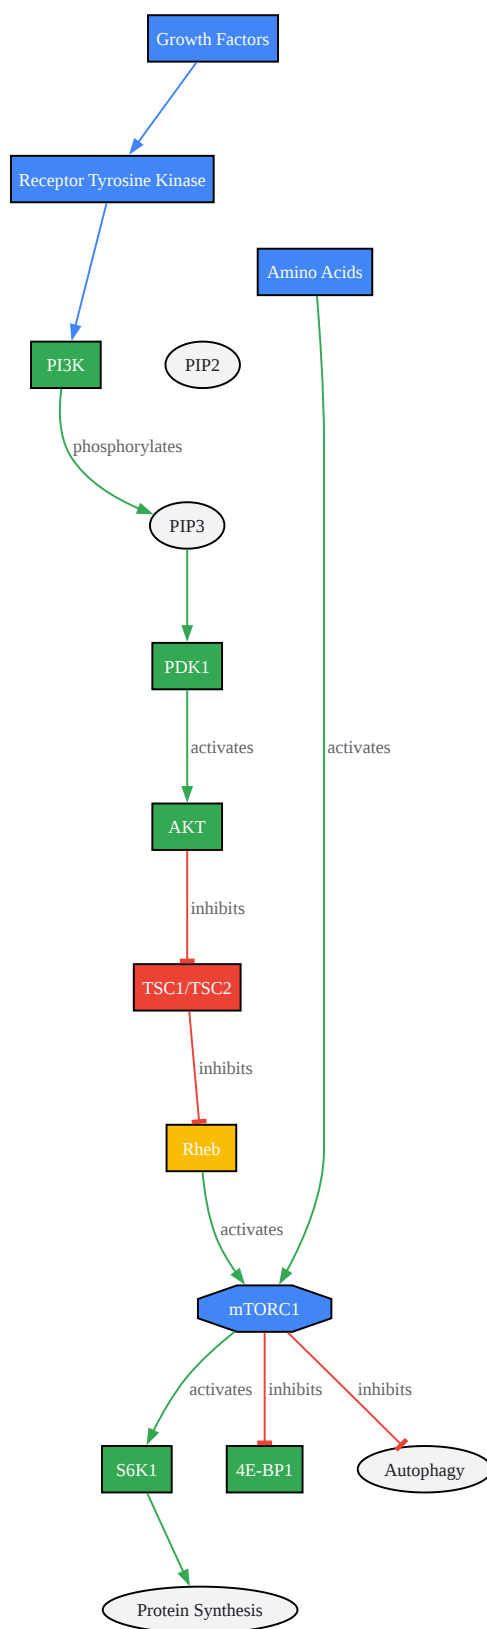 Growth Factors
Receptor Tyrosine Kinase
Amino Acids
PI3K
PIP2
phosphorylates
PIP3
PDK1
activates
activates
AKT
inhibits
TSC1/TSC2
inhibits
Rheb
activates
mTORC1
activates
inhibits
inhibits
S6K1
4E-BP1
Autophagy
Protein Synthesis